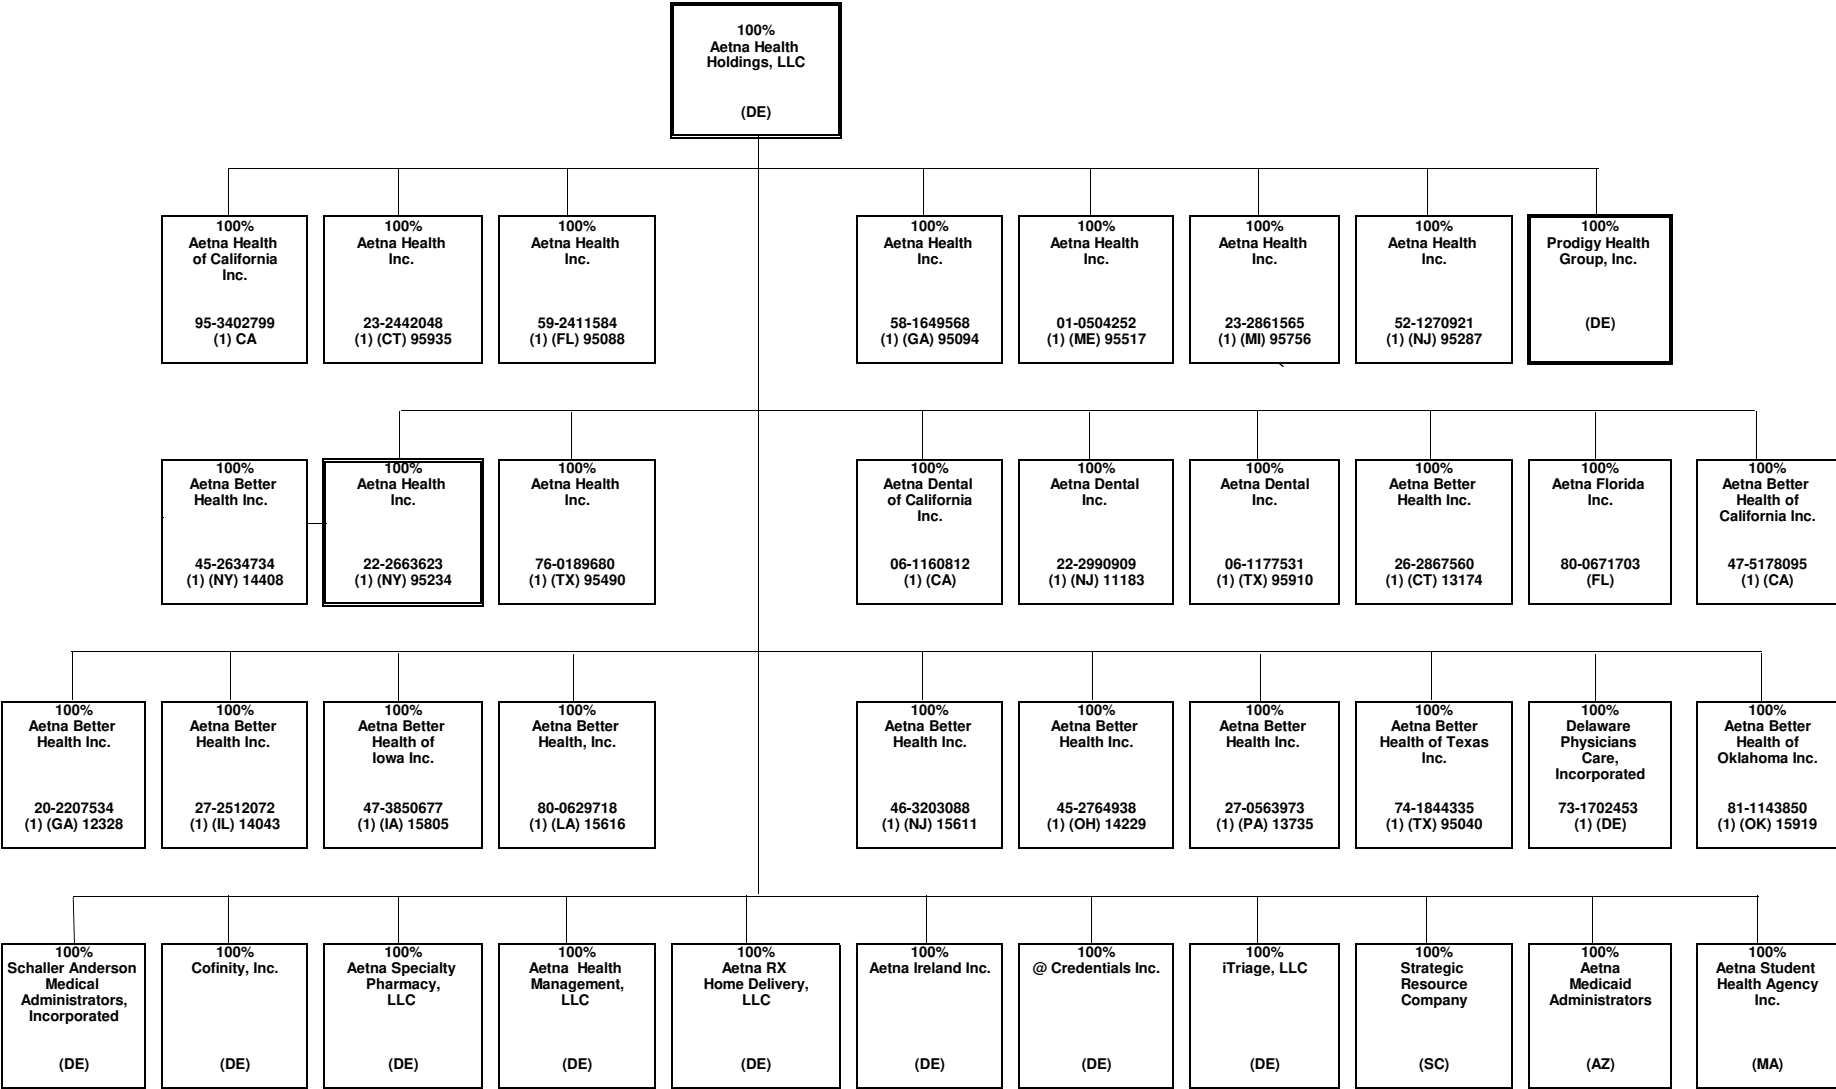 100%
Aetna Health
Holdings, LLC
(DE)
100%
Aetna Health
of California
Inc.
95-3402799
(1) CA
100%
Aetna Health
Inc.
23-2442048
(1) (CT) 95935
100%
Aetna Health
Inc.
59-2411584
(1) (FL) 95088
100%
Aetna Health
Inc.
58-1649568
(1) (GA) 95094
100%
Aetna Health
Inc.
01-0504252
(1) (ME) 95517
100%
Aetna Health
Inc.
23-2861565
(1) (MI) 95756
100%
Aetna Health
Inc.
52-1270921
(1) (NJ) 95287
100%
Prodigy Health
Group, Inc.
(DE)
100%
Aetna Better
Health Inc.
45-2634734
(1) (NY) 14408
100%
Aetna Health
Inc.
22-2663623
(1) (NY) 95234
100%
Aetna Health
Inc.
76-0189680
(1) (TX) 95490
100%
Aetna Dental
of California
Inc.
06-1160812
(1) (CA)
100%
Aetna Dental
Inc.
22-2990909
(1) (NJ) 11183
100%
Aetna Dental
Inc.
06-1177531
(1) (TX) 95910
100%
Aetna Better
Health Inc.
26-2867560
(1) (CT) 13174
100%
Aetna Florida
Inc.
80-0671703
(FL)
100%
Aetna Better
Health of
California Inc.
47-5178095
(1) (CA)
100%
Aetna Better
Health Inc.
20-2207534
(1) (GA) 12328
100%
Aetna Better
Health Inc.
27-2512072
(1) (IL) 14043
100%
Aetna Better
Health of
Iowa Inc.
47-3850677
(1) (IA) 15805
100%
Aetna Better
Health, Inc.
80-0629718
(1) (LA) 15616
100%
Aetna Better
Health Inc.
46-3203088
(1) (NJ) 15611
100%
Aetna Better
Health Inc.
45-2764938
(1) (OH) 14229
100%
Aetna Better
Health Inc.
27-0563973
(1) (PA) 13735
100%
Aetna Better
Health of Texas
Inc.
74-1844335
(1) (TX) 95040
100%
Delaware
Physicians
Care,
Incorporated
73-1702453
(1) (DE)
100%
Aetna Better
Health of
Oklahoma Inc.
81-1143850
(1) (OK) 15919
100%
Schaller Anderson
Medical
Administrators,
Incorporated
(DE)
100%
Cofinity, Inc.
(DE)
100%
Aetna Specialty
Pharmacy,
LLC
(DE)
100%
Aetna Health
Management,
LLC
(DE)
100%
Aetna RX
Home Delivery,
LLC
(DE)
100%
Aetna Ireland Inc.
(DE)
100%
@ Credentials Inc.
(DE)
100%
iTriage, LLC
(DE)
100%
Strategic
Resource
Company
(SC)
100%
Aetna
Medicaid
Administrators
(AZ)
100%
Aetna Student
Health Agency
Inc.
(MA)